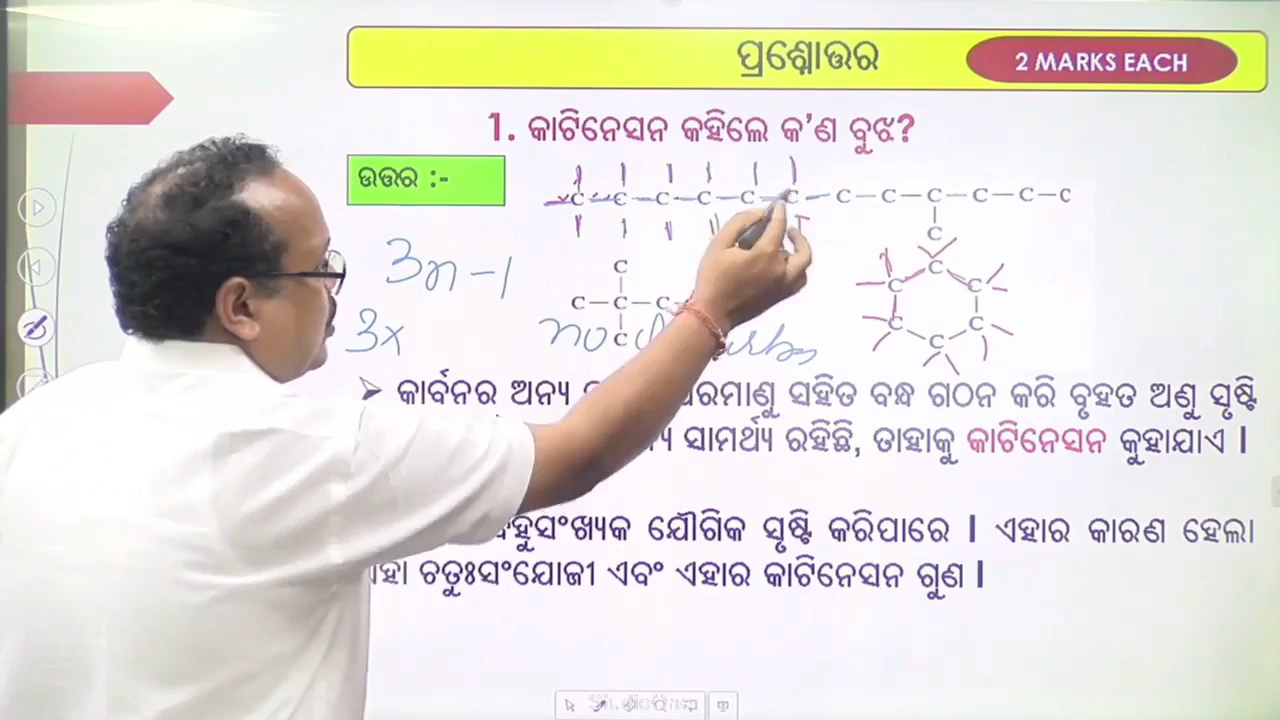 ପ୍ରଶ୍ନୋତ୍ତର
2 MARKS EACH
1. କାଟିନେସନ କହିଲେ କ'ଣ ବୁଝ?
ଉତ୍ତର :-
C — C — C — C — C — C — C — C — C — C — C
C
C
C — C — C
C
C
C C
C C
C
3n - 1
3x
no
➢ କାର୍ବନର ଅନ୍ୟ ପରମାଣୁ ସହିତ ବନ୍ଧ ଗଠନ କରି ବୃହତ ଅଣୁ ସୃଷ୍ଟି
ସାମର୍ଥ୍ୟ ରହିଛି, ତାହାକୁ କାଟିନେସନ କୁହାଯାଏ ।
ବହୁସଂଖ୍ୟକ ଯୌଗିକ ସୃଷ୍ଟି କରିପାରେ । ଏହାର କାରଣ ହେଲା
ଚତୁଃସଂଯୋଜୀ ଏବଂ ଏହାର କାଟିନେସନ ଗୁଣ ।